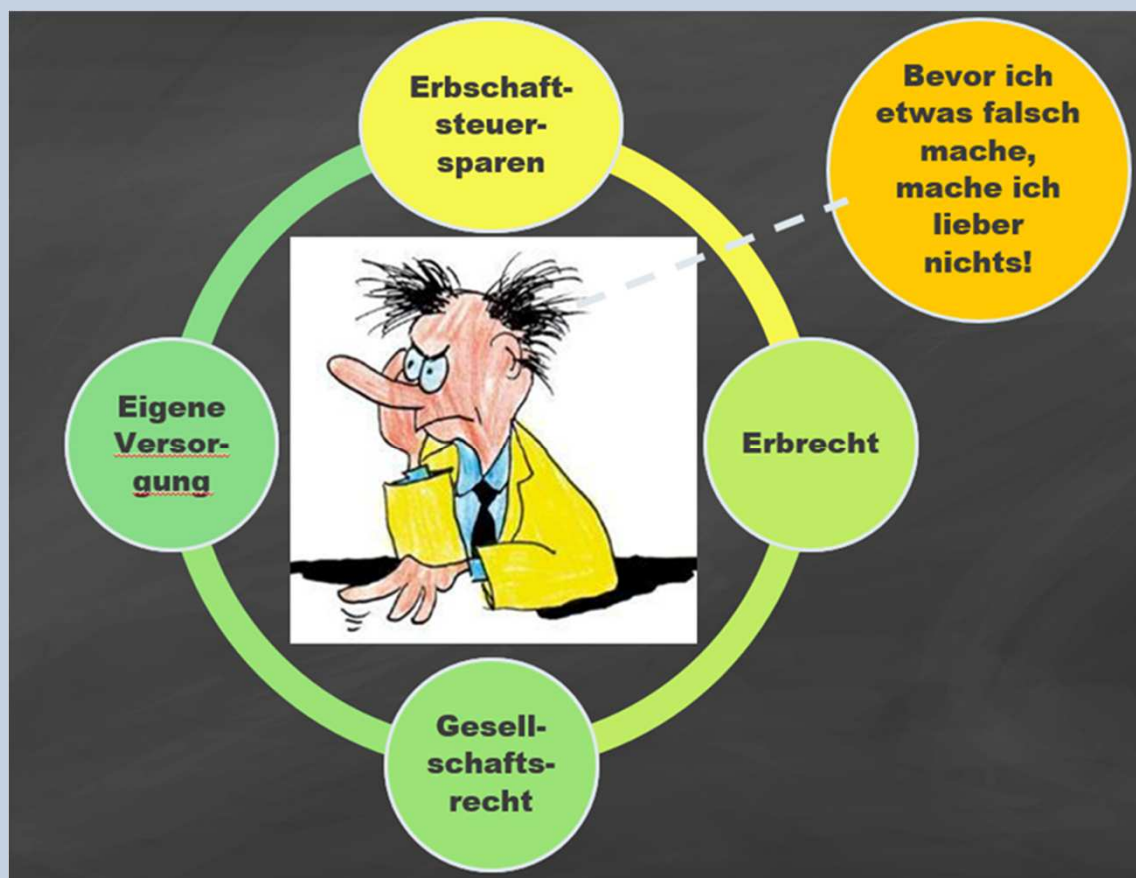 Erbschaft-
steuer-
sparen
Bevor ich
etwas falsch
mache,
mache ich
lieber
nichts!
Eigene
Versor-
gung
Erbrecht
Gesell-
schafts-
recht